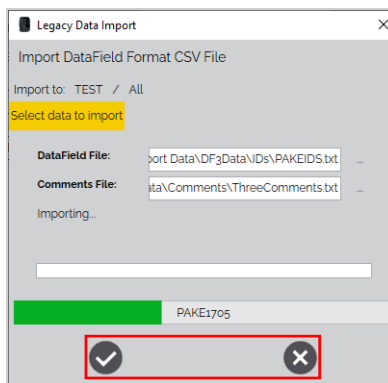 Legacy Data Import
Import DataField Format CSV File
Import to: TEST / All
Select data to import
DataField File: port Data\DF3Data\IDs\PAKEIDS.txt ...
Comments File: ata\Comments\ThreeComments.txt ...
Importing...
PAKE1705